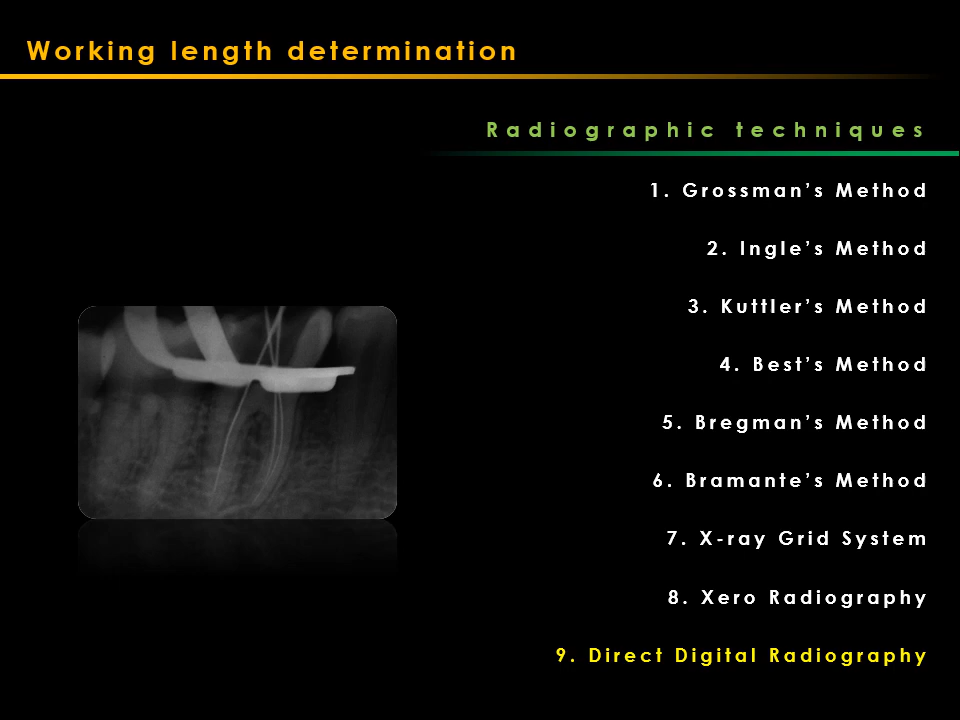 Working length determination
Radiographic techniques
1. Grossman’s Method
2. Ingle’s Method
3. Kuttler’s Method
4. Best’s Method
5. Bregman’s Method
6. Bramante’s Method
7. X-ray Grid System
8. Xero Radiography
9. Direct Digital Radiography